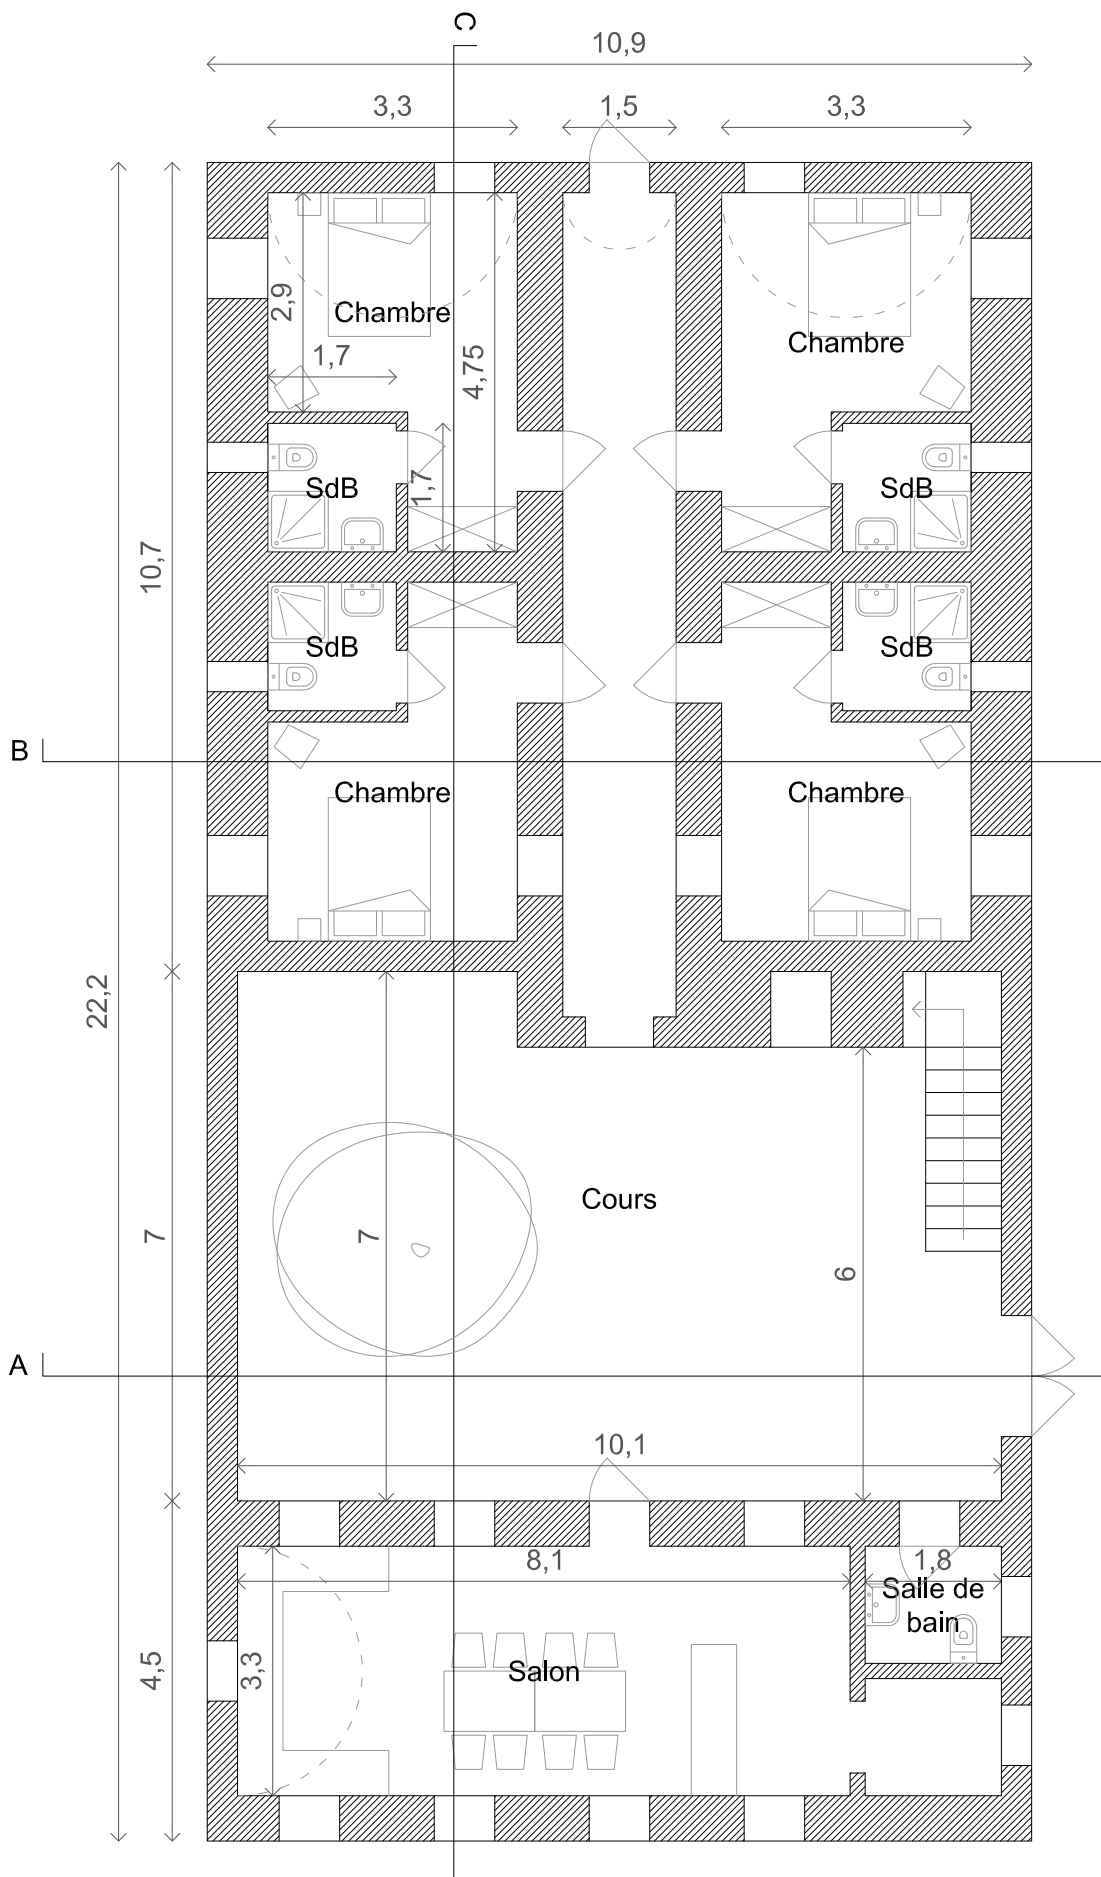 C
10,9
3,3
1,5
3,3
2,9
Chambre
Chambre
1,7
4,75
SdB
1,7
SdB
10,7
SdB
SdB
B
Chambre
Chambre
22,2
7
7
Cours
6
A
10,1
4,5
3,3
8,1
1,8
Salle de
bain
Salon